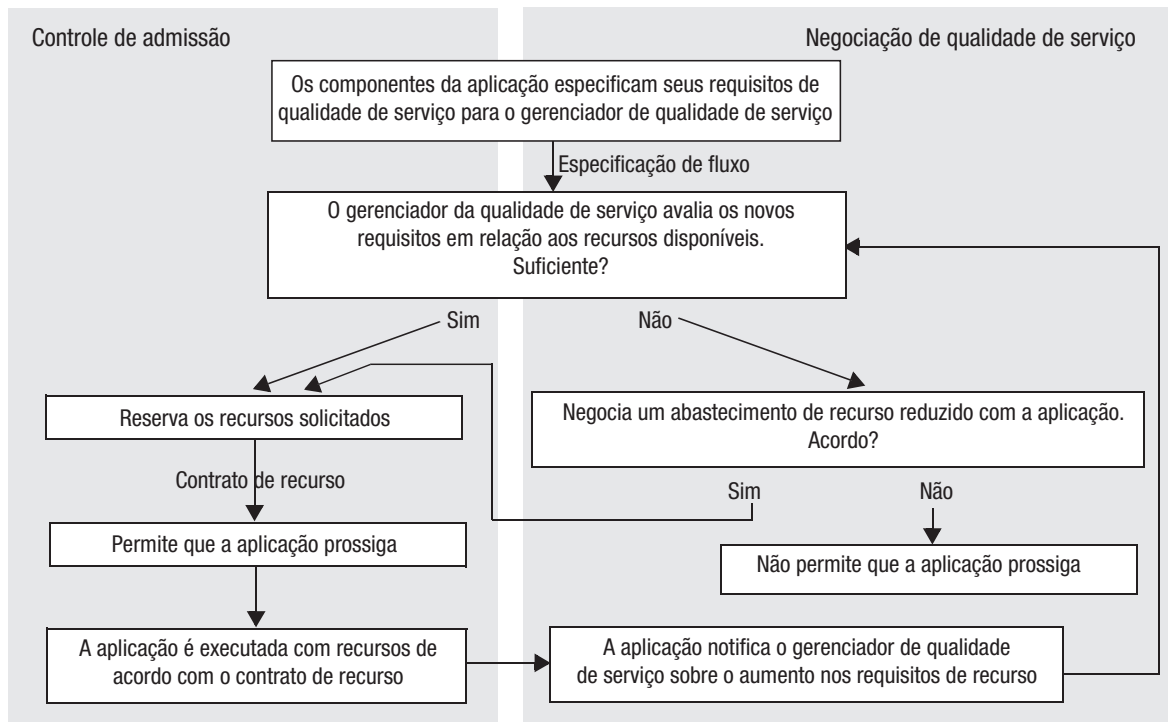 Controle de admissão
Negociação de qualidade de serviço
Os componentes da aplicação especificam seus requisitos de
qualidade de serviço para o gerenciador de qualidade de serviço
Especificação de fluxo
O gerenciador da qualidade de serviço avalia os novos
requisitos em relação aos recursos disponíveis.
Suficiente?
Sim
Não
Reserva os recursos solicitados
Negocia um abastecimento de recurso reduzido com a aplicação.
Acordo?
Contrato de recurso
Sim
Não
Permite que a aplicação prossiga
Não permite que a aplicação prossiga
A aplicação é executada com recursos de
acordo com o contrato de recurso
A aplicação notifica o gerenciador de qualidade
de serviço sobre o aumento nos requisitos de recurso